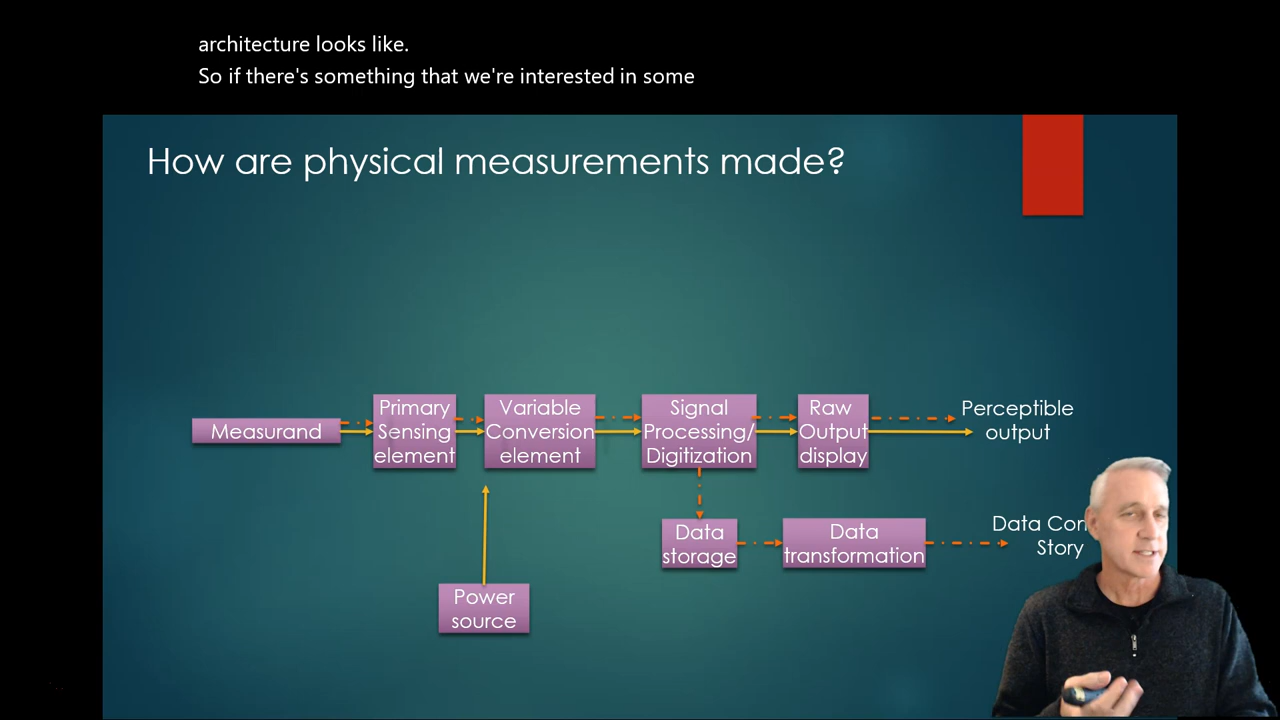 architecture looks like.
So if there's something that we're interested in some
How are physical measurements made?
Measurand
Primary
Sensing
element
Variable
Conversion
element
Signal
Processing/
Digitization
Raw
Output
display
Perceptible
output
Data
storage
Data
transformation
Data
Story
Power
source